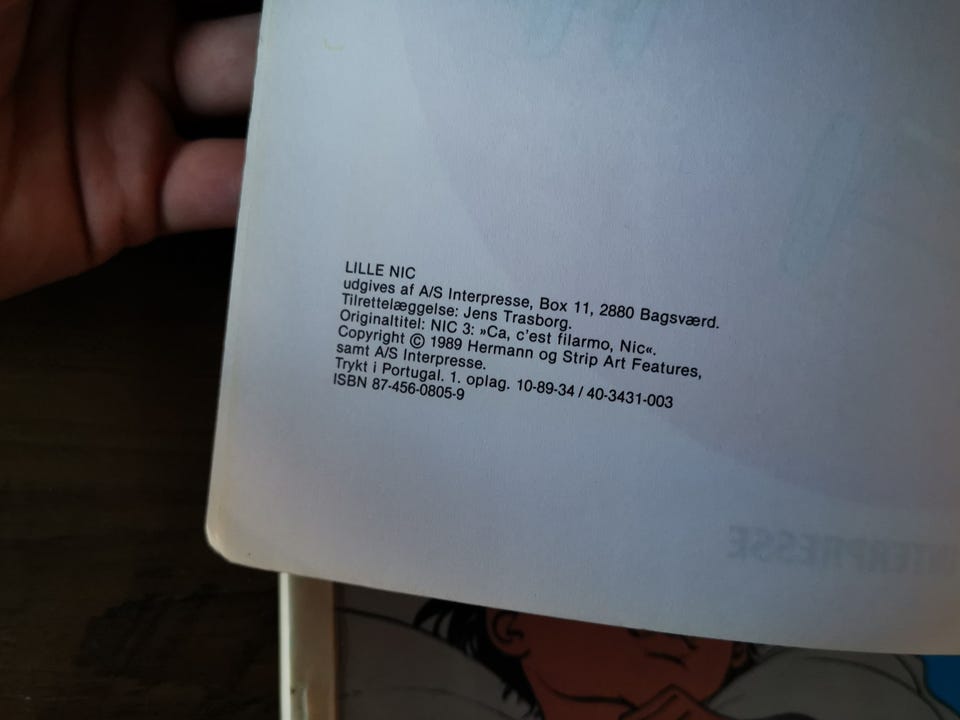 LILLE NIC
udgives af A/S Interpresse, Box 11, 2880 Bagsværd.
Tilrettelæggelse: Jens Trasborg.
Originaltitel: NIC 3: »Ca, c'est filarmo, Nic«.
Copyright © 1989 Hermann og Strip Art Features,
samt A/S Interpresse.
Trykt i Portugal. 1. oplag. 10-89-34 / 40-3431-003
ISBN 87-456-0805-9
INTERPRESSE